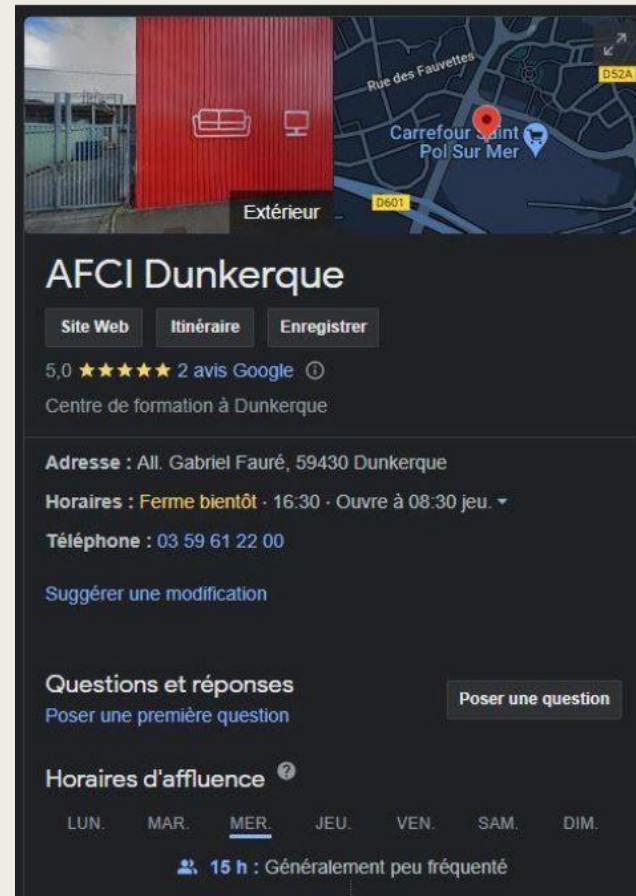 Extérieur
Rue des Fauvettes
D52A
Carrefour Saint
Pol Sur Mer
D601
AFCI Dunkerque
Site Web Itinéraire Enregistrer
5,0 ★★★★★ 2 avis Google
Centre de formation à Dunkerque
Adresse : All. Gabriel Fauré, 59430 Dunkerque
Horaires : Ferme bientôt · 16:30 · Ouvre à 08:30 jeu.
Téléphone : 03 59 61 22 00
Suggérer une modification
Questions et réponses
Poser une première question
Poser une question
Horaires d'affluence
LUN. MAR. MER. JEU. VEN. SAM. DIM.
15 h : Généralement peu fréquenté